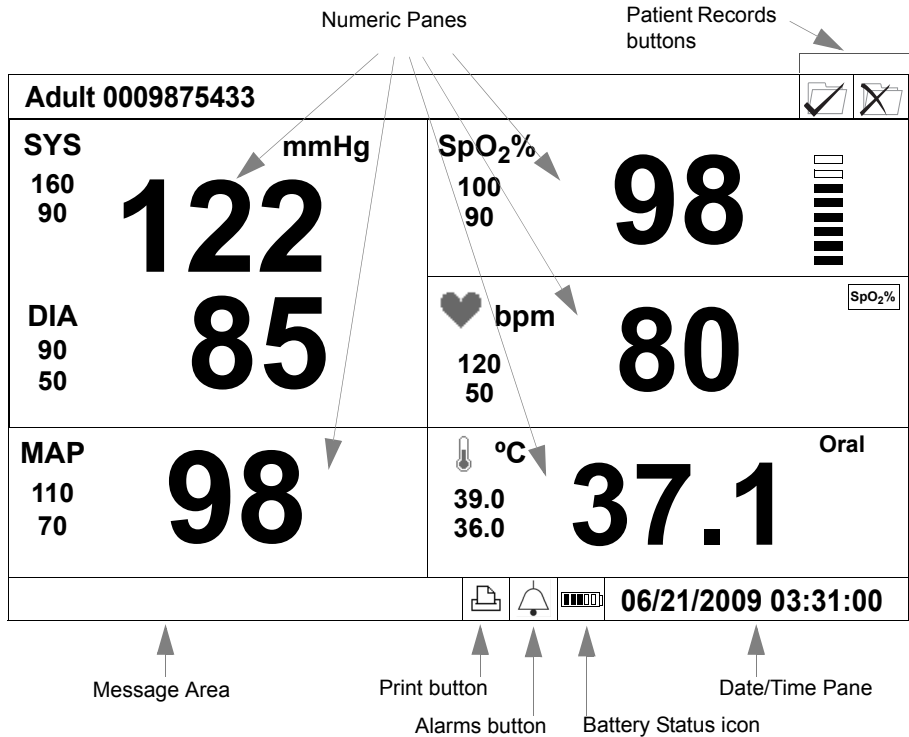 Numeric Panes
Patient Records
buttons
Adult 0009875433
SYS
mmHg
160
90
122
DIA
90
50
85
SpO₂%
100
90
98
bpm
120
50
80
SpO₂%
MAP
110
70
98
ºC
39.0
36.0
37.1
Oral
06/21/2009 03:31:00
Message Area
Print button
Date/Time Pane
Alarms button
Battery Status icon